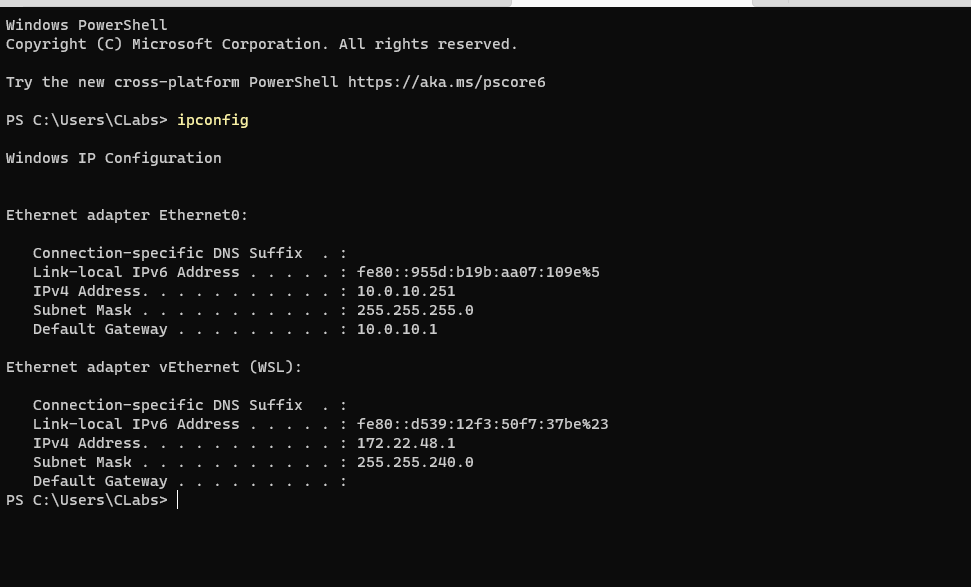 Windows PowerShell
Copyright (C) Microsoft Corporation. All rights reserved.
Try the new cross-platform PowerShell https://aka.ms/pscore6
PS C:\Users\CLabs> ipconfig
Windows IP Configuration
Ethernet adapter Ethernet0:
   Connection-specific DNS Suffix  . :
   Link-local IPv6 Address . . . . . : fe80::955d:b19b:aa07:109e%5
   IPv4 Address. . . . . . . . . . . : 10.0.10.251
   Subnet Mask . . . . . . . . . . . : 255.255.255.0
   Default Gateway . . . . . . . . . : 10.0.10.1
Ethernet adapter vEthernet (WSL):
   Connection-specific DNS Suffix  . :
   Link-local IPv6 Address . . . . . : fe80::d539:12f3:50f7:37be%23
   IPv4 Address. . . . . . . . . . . : 172.22.48.1
   Subnet Mask . . . . . . . . . . . : 255.255.240.0
   Default Gateway . . . . . . . . . :
PS C:\Users\CLabs>